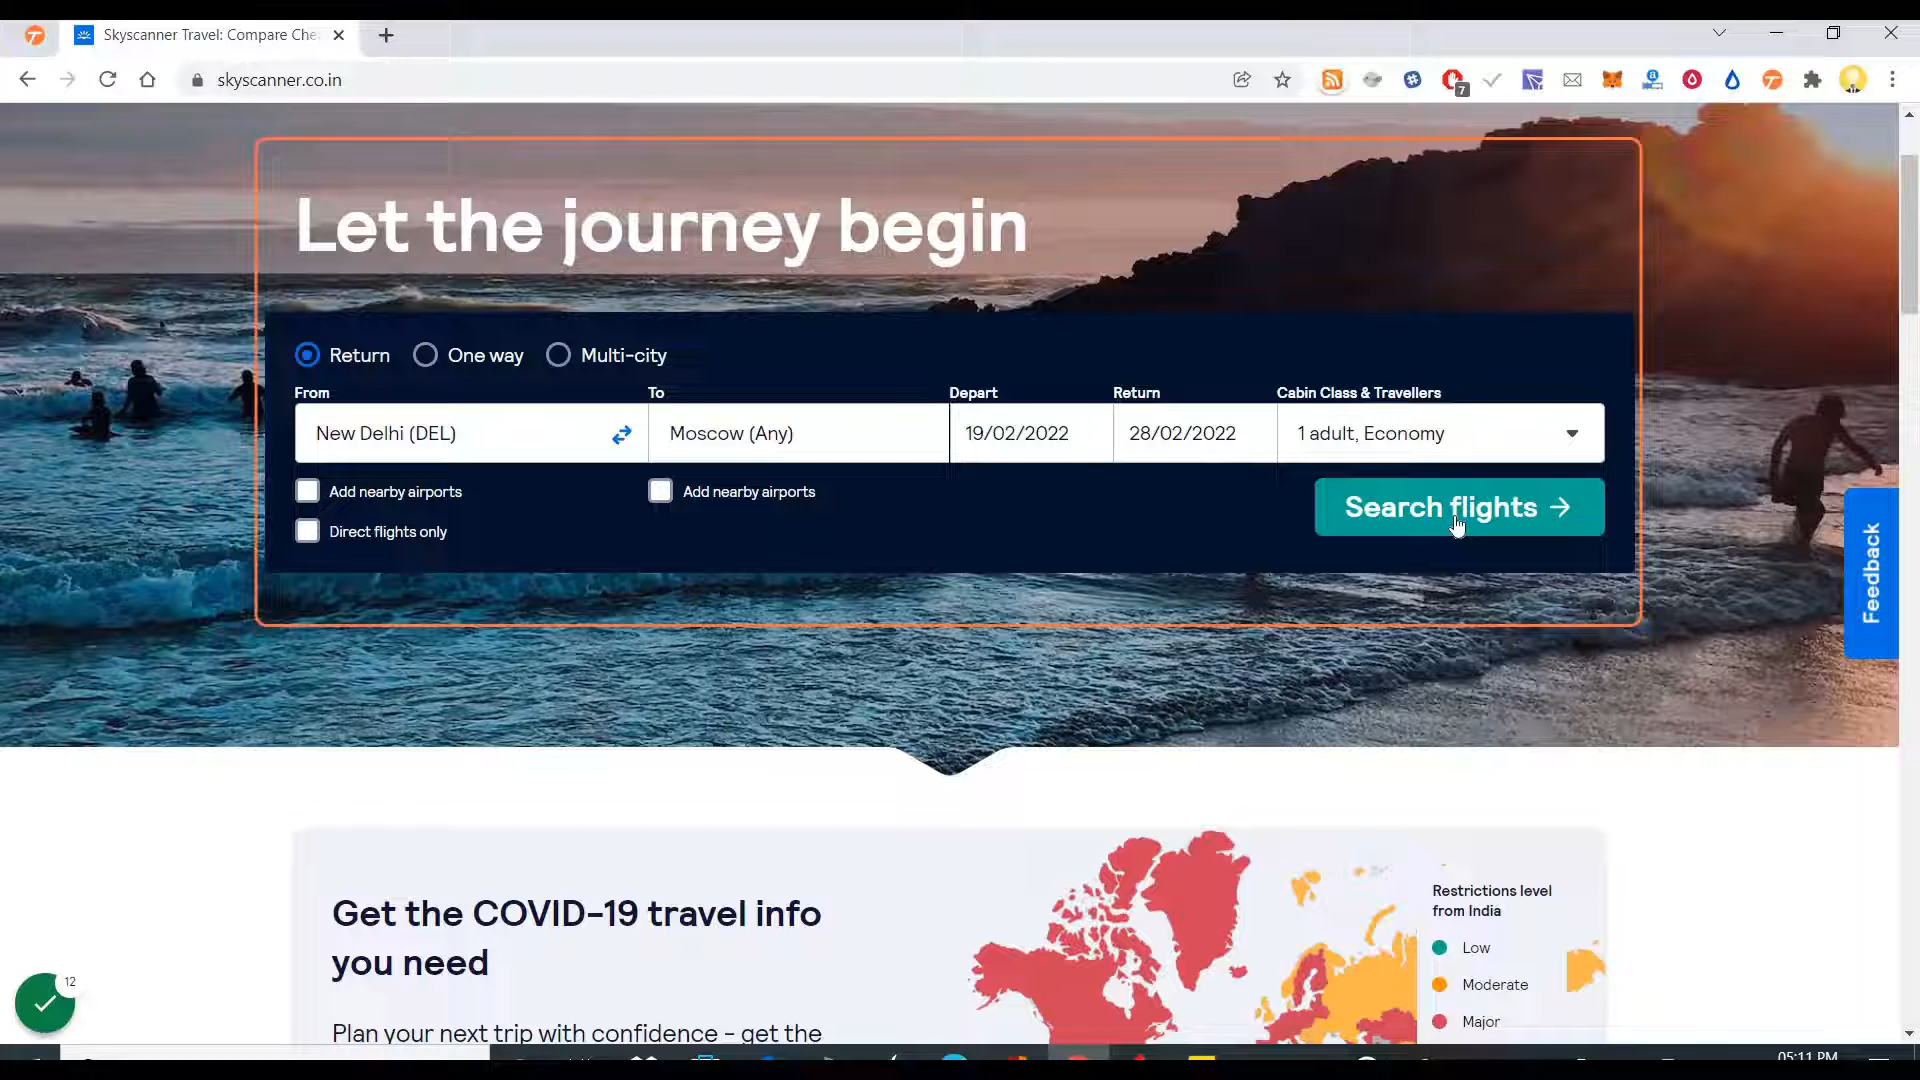 Skyscanner Travel: Compare Che
skyscanner.co.in
7
Let the journey begin
Return One way Multi-city
From To Depart Return Cabin Class & Travellers
New Delhi (DEL) Moscow (Any) 19/02/2022 28/02/2022 1 adult, Economy
Add nearby airports Add nearby airports
Search flights
Direct flights only
Feedback
Get the COVID-19 travel info
you need
Plan your next trip with confidence - get the
Restrictions level
from India
Low
Moderate
Major
12
05:11 PM